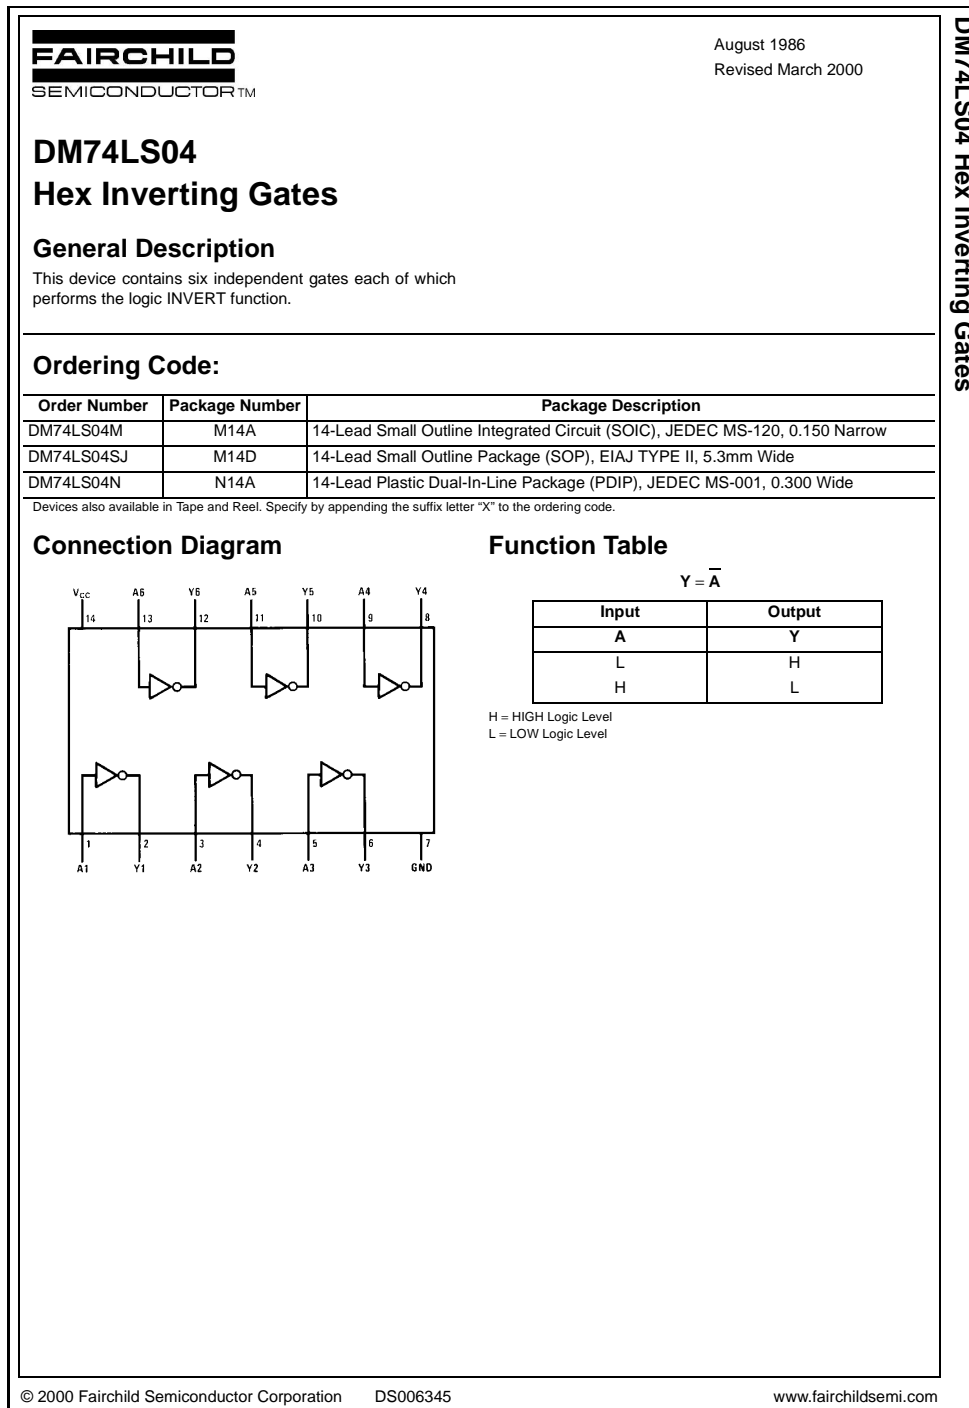 FAIRCHILD
SEMICONDUCTOR TM
August 1986
Revised March 2000
DM74LS04 Hex Inverting Gates
DM74LS04
Hex Inverting Gates
General Description
This device contains six independent gates each of which
performs the logic INVERT function.
Ordering Code:
Order Number Package Number Package Description
DM74LS04M M14A 14-Lead Small Outline Integrated Circuit (SOIC), JEDEC MS-120, 0.150 Narrow
DM74LS04SJ M14D 14-Lead Small Outline Package (SOP), EIAJ TYPE II, 5.3mm Wide
DM74LS04N N14A 14-Lead Plastic Dual-In-Line Package (PDIP), JEDEC MS-001, 0.300 Wide
Devices also available in Tape and Reel. Specify by appending the suffix letter “X” to the ordering code.
Connection Diagram
VCC A6 Y6 A5 Y5 A4 Y4
14 13 12 11 10 9 8
1 2 3 4 5 6 7
A1 Y1 A2 Y2 A3 Y3 GND
Function Table
Y = A̅
Input Output
A Y
L H
H L
H = HIGH Logic Level
L = LOW Logic Level
© 2000 Fairchild Semiconductor Corporation DS006345 www.fairchildsemi.com